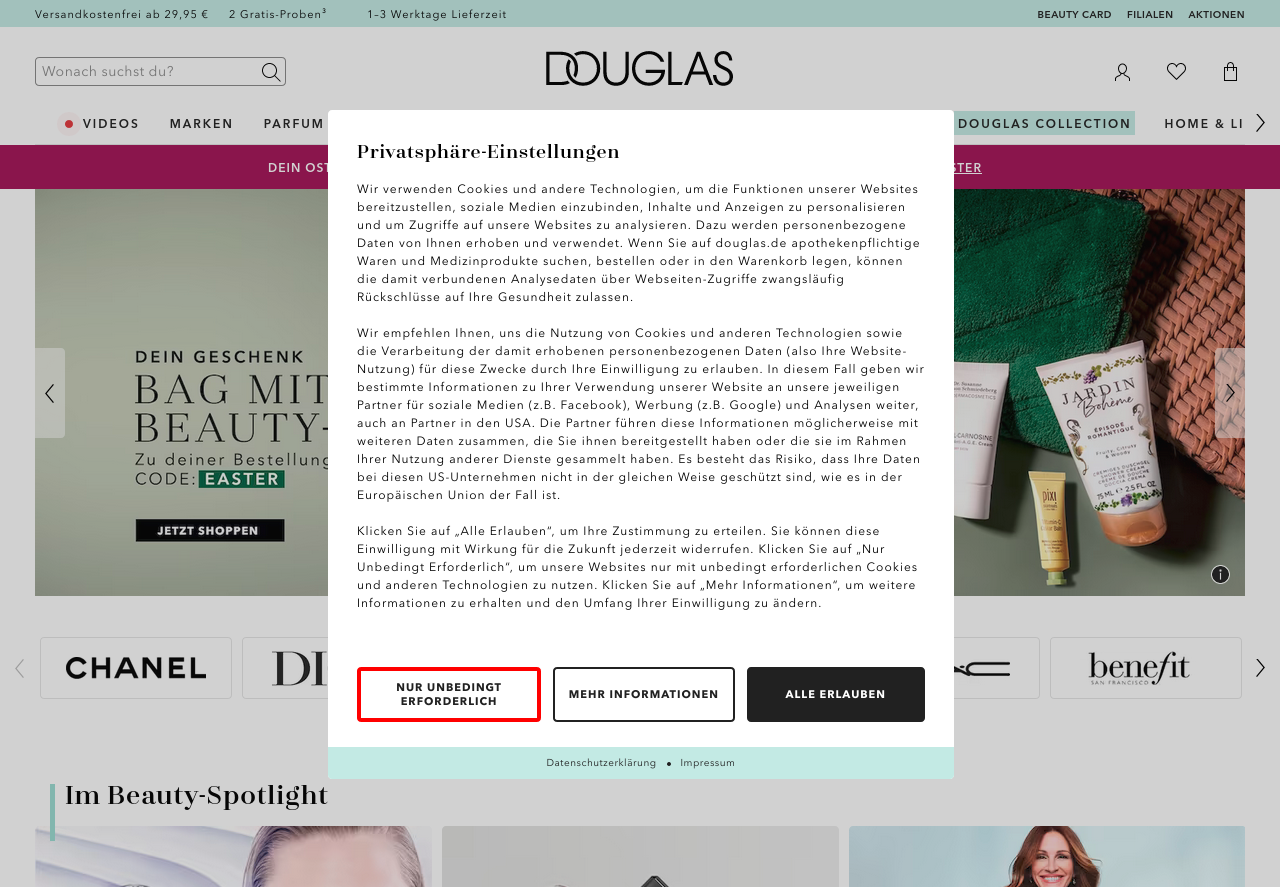 Versandkostenfrei ab 29,95 € 2 Gratis-Proben³ 1–3 Werktage Lieferzeit BEAUTY CARD FILIALEN AKTIONEN
Wonach suchst du?
DOUGLAS
VIDEOS MARKEN PARFUM DOUGLAS COLLECTION HOME & LI
DEIN OST
STER
Privatsphäre-Einstellungen
Wir verwenden Cookies und andere Technologien, um die Funktionen unserer Websites
bereitzustellen, soziale Medien einzubinden, Inhalte und Anzeigen zu personalisieren
und um Zugriffe auf unsere Websites zu analysieren. Dazu werden personenbezogene
Daten von Ihnen erhoben und verwendet. Wenn Sie auf douglas.de apothekenpflichtige
Waren und Medizinprodukte suchen, bestellen oder in den Warenkorb legen, können
die damit verbundenen Analysedaten über Webseiten-Zugriffe zwangsläufig
Rückschlüsse auf Ihre Gesundheit zulassen.
Wir empfehlen Ihnen, uns die Nutzung von Cookies und anderen Technologien sowie
die Verarbeitung der damit erhobenen personenbezogenen Daten (also Ihre Website-
Nutzung) für diese Zwecke durch Ihre Einwilligung zu erlauben. In diesem Fall geben wir
bestimmte Informationen zu Ihrer Verwendung unserer Website an unsere jeweiligen
Partner für soziale Medien (z.B. Facebook), Werbung (z.B. Google) und Analysen weiter,
auch an Partner in den USA. Die Partner führen diese Informationen möglicherweise mit
weiteren Daten zusammen, die Sie ihnen bereitgestellt haben oder die sie im Rahmen
Ihrer Nutzung anderer Dienste gesammelt haben. Es besteht das Risiko, dass Ihre Daten
bei diesen US-Unternehmen nicht in der gleichen Weise geschützt sind, wie es in der
Europäischen Union der Fall ist.
Klicken Sie auf „Alle Erlauben“, um Ihre Zustimmung zu erteilen. Sie können diese
Einwilligung mit Wirkung für die Zukunft jederzeit widerrufen. Klicken Sie auf „Nur
Unbedingt Erforderlich“, um unsere Websites nur mit unbedingt erforderlichen Cookies
und anderen Technologien zu nutzen. Klicken Sie auf „Mehr Informationen“, um weitere
Informationen zu erhalten und den Umfang Ihrer Einwilligung zu ändern.
NUR UNBEDINGT
ERFORDERLICH
MEHR INFORMATIONEN
ALLE ERLAUBEN
Datenschutzerklärung • Impressum
DEIN GESCHENK
BAG MIT
BEAUTY-
Zu deiner Bestellung
CODE: EASTER
JETZT SHOPPEN
CARNOSINE
JARDIN
Bohème
ÉPISODE
ROMANTIQUE
75 ML ℮ 2.5 FL.OZ.
pixi
CHANEL
DI
benefit
SAN FRANCISCO
Im Beauty-Spotlight